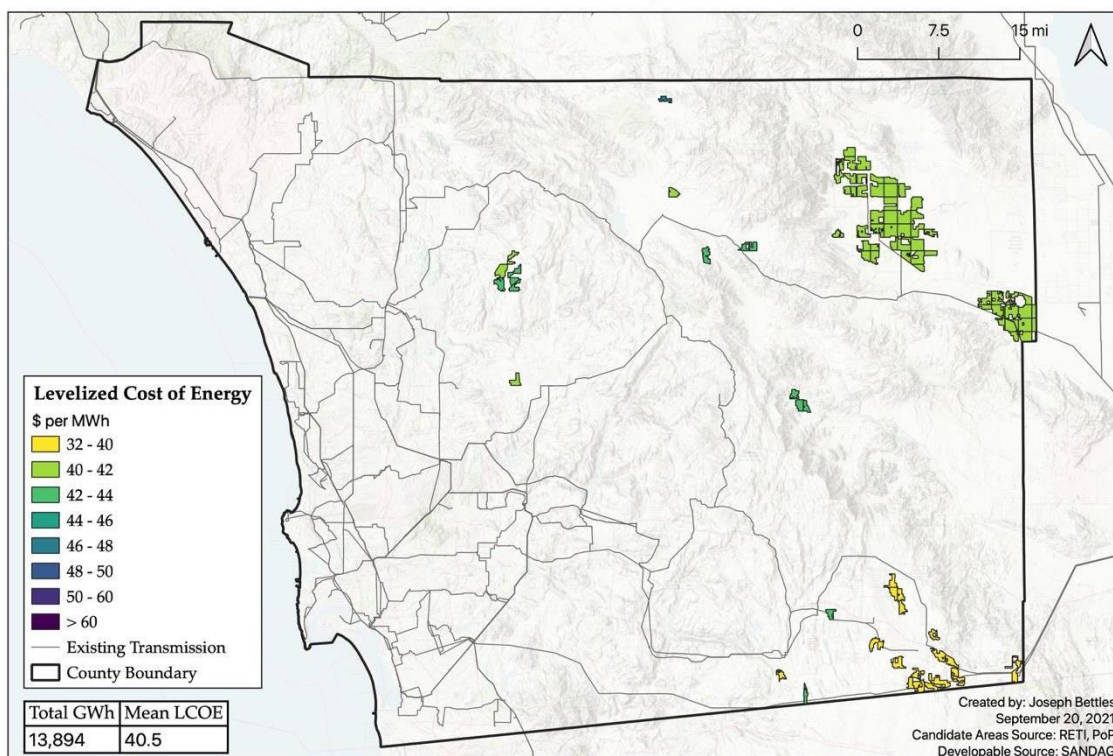 0 7.5 15 mi
Levelized Cost of Energy
$ per MWh
32 - 40
40 - 42
42 - 44
44 - 46
46 - 48
48 - 50
50 - 60
> 60
Existing Transmission
County Boundary
Total GWh Mean LCOE
13,894 40.5
Created by: Joseph Bettles
September 20, 2021
Candidate Areas Source: RETI, PoP
Developable Source: SANDAG